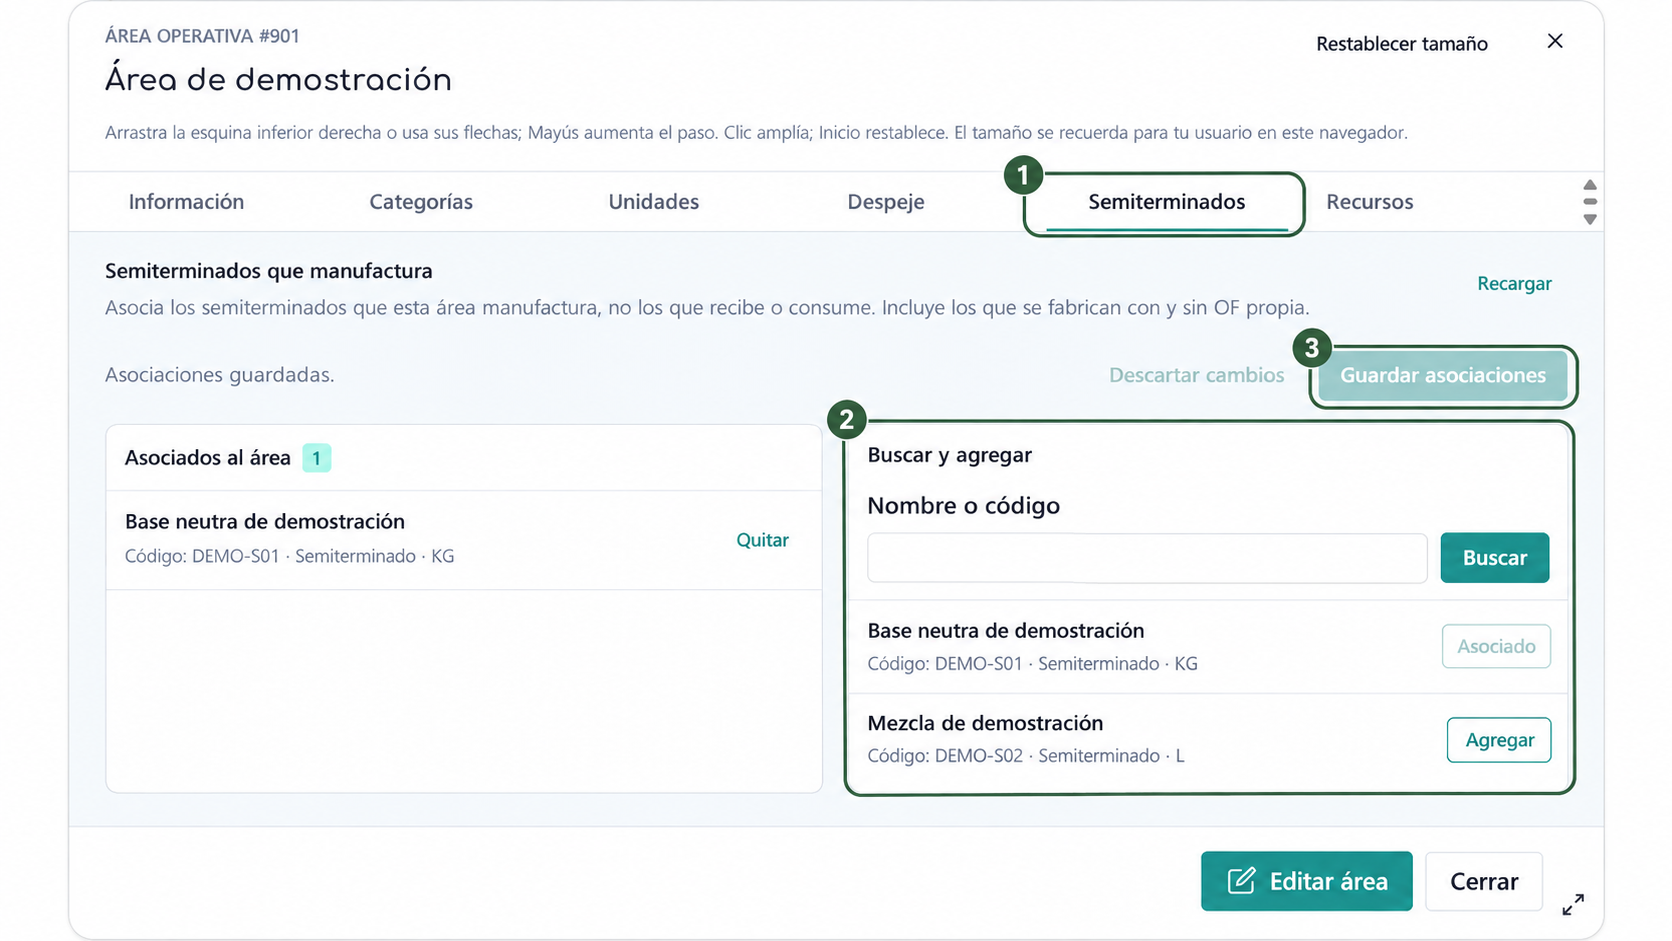 ÁREA OPERATIVA #901
Restablecer tamaño
Área de demostración
Arrastra la esquina inferior derecha o usa sus flechas; Mayús aumenta el paso. Clic amplía; Inicio restablece. El tamaño se recuerda para tu usuario en este navegador.
1
Información
Categorías
Unidades
Despeje
Semiterminados
Recursos
Semiterminados que manufactura
Recargar
Asocia los semiterminados que esta área manufactura, no los que recibe o consume. Incluye los que se fabrican con y sin OF propia.
3
Asociaciones guardadas.
Descartar cambios
Guardar asociaciones
2
Asociados al área 1
Base neutra de demostración
Código: DEMO-S01 · Semiterminado · KG
Quitar
Buscar y agregar
Nombre o código
Buscar
Base neutra de demostración
Código: DEMO-S01 · Semiterminado · KG
Asociado
Mezcla de demostración
Código: DEMO-S02 · Semiterminado · L
Agregar
Editar área
Cerrar